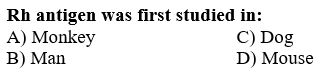 Rh antigen was first studied in:
A) Monkey C) Dog
B) Man D) Mouse